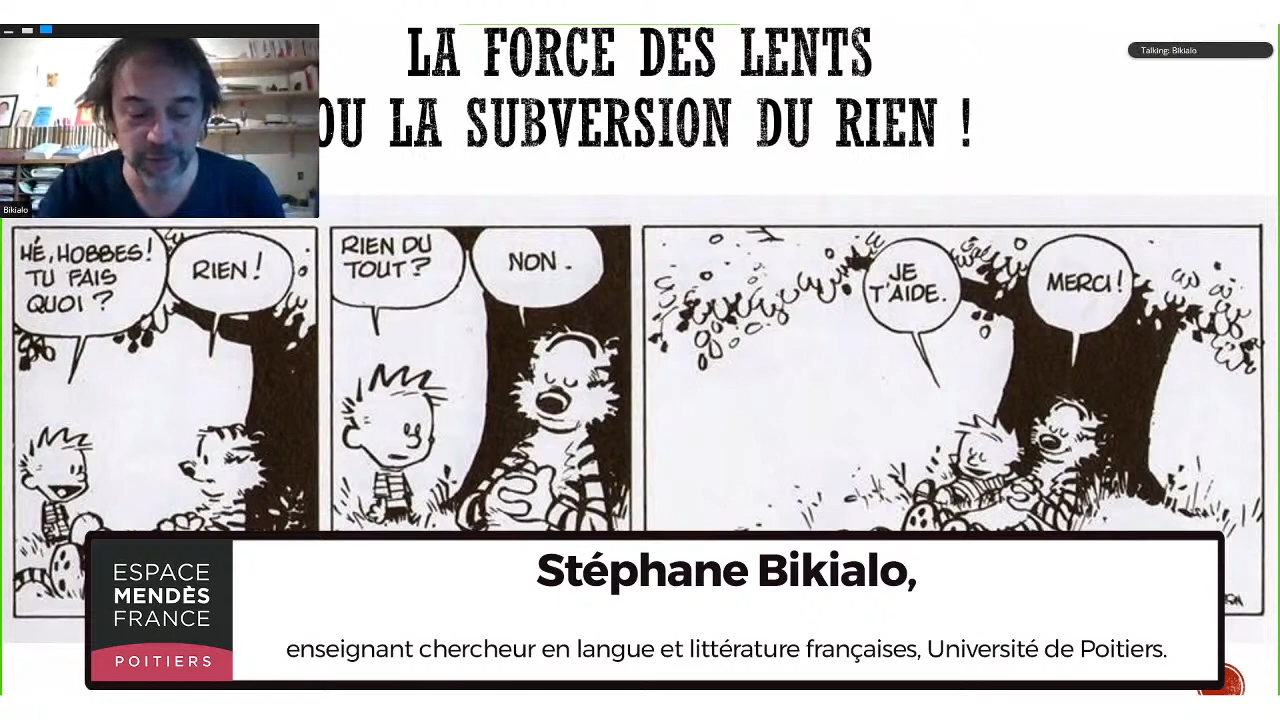 LA FORCE DES LENTS
OU LA SUBVERSION DU RIEN !
Talking: Bikialo
Bikialo
HÉ, HOBBES!
TU FAIS
QUOI ?
RIEN !
RIEN DU
TOUT ?
NON.
JE
T'AIDE.
MERCI !
ESPACE
MENDÈS
FRANCE
POITIERS
Stéphane Bikialo,
enseignant chercheur en langue et littérature françaises, Université de Poitiers.